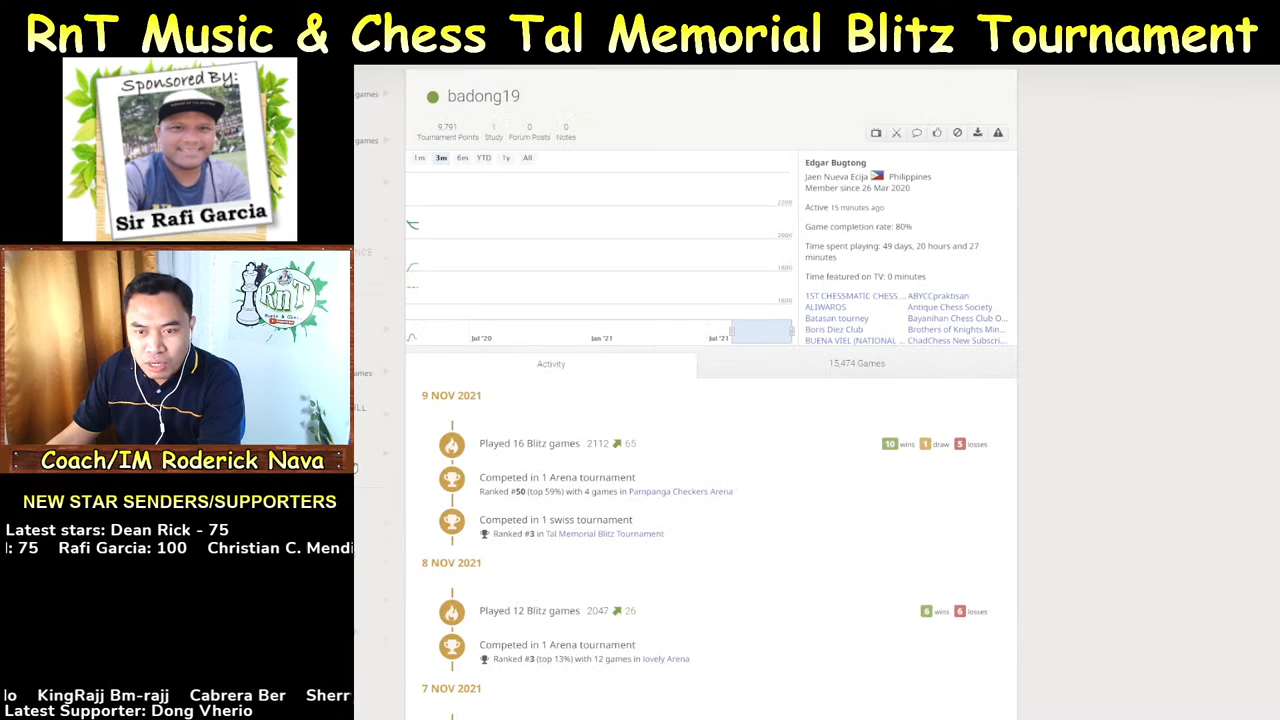 RnT Music & Chess Tal Memorial Blitz Tournament
Sponsored By:
Sir Rafi Garcia
RnT
Coach/IM Roderick Nava
NEW STAR SENDERS/SUPPORTERS
Latest stars: Dean Rick - 75
l: 75 Rafi Garcia: 100 Christian C. Mendi
lo KingRajj Bm-rajj Cabrera Ber Sherr
Latest Supporter: Dong Vherio
games
games
badong19
9,791 1 0 0
Tournament Points Study Forum Posts Notes
1m 3m 6m YTD 1y All
2200
2000
1800
1600
Jul '20 Jan '21 Jul '21
Edgar Bugtong
Jaen Nueva Ecija Philippines
Member since 26 Mar 2020
Active 15 minutes ago
Game completion rate: 80%
Time spent playing: 49 days, 20 hours and 27
minutes
Time featured on TV: 0 minutes
1ST CHESSMATIC CHESS ... ABYCCpraktisan
ALIWAROS Antique Chess Society
Batasan tourney Bayanihan Chess Club O...
Boris Diez Club Brothers of Knights Min...
BUENA VIEL (NATIONAL ... ChadChess New Subscri...
Activity 15,474 Games
9 NOV 2021
Played 16 Blitz games 2112 65 10 wins 1 draw 5 losses
Competed in 1 Arena tournament
Ranked #50 (top 59%) with 4 games in Pampanga Checkers Arena
Competed in 1 swiss tournament
Ranked #3 in Tal Memorial Blitz Tournament
8 NOV 2021
Played 12 Blitz games 2047 26 6 wins 6 losses
Competed in 1 Arena tournament
Ranked #3 (top 13%) with 12 games in lovely Arena
7 NOV 2021